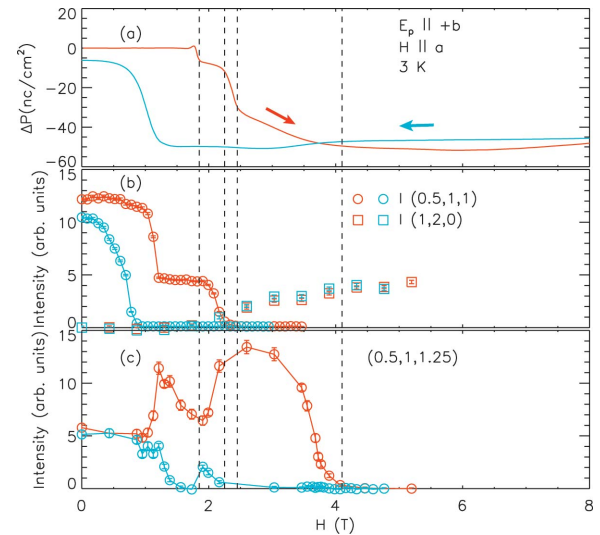 20
0
−20
−40
−60
ΔP(nc/cm²)
(a)
Eₚ || +b
H || a
3 K
15
10
5
0
Intensity (arb. units)
(b)
I (0.5,1,1)
I (1,2,0)
15
10
5
0
Intensity (arb. units)
(c)
(0.5,1,1.25)
0 2 4 6 8
H (T)